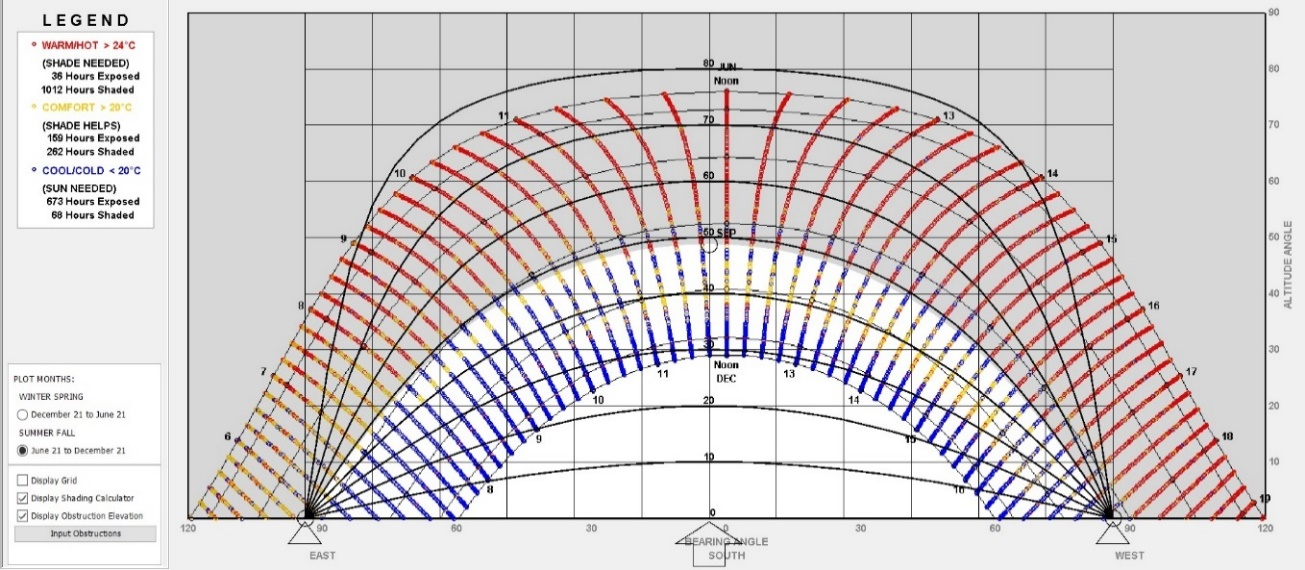 LEGEND
WARM/HOT > 24°C
(SHADE NEEDED)
36 Hours Exposed
1012 Hours Shaded
COMFORT > 20°C
(SHADE HELPS)
159 Hours Exposed
262 Hours Shaded
COOL/COLD < 20°C
(SUN NEEDED)
673 Hours Exposed
68 Hours Shaded
PLOT MONTHS:
WINTER SPRING
December 21 to June 21
SUMMER FALL
June 21 to December 21
Display Grid
Display Shading Calculator
Display Obstruction Elevation
Input Obstructions
90
80 JUN 80
Noon
11 70 13 70
10 60 14 60
9 50 SEP 15 50
8 40 16 40
7 30 17 30
Noon
11 DEC 13
10 20 14 20
6 9 15 18
8 10 16 10
0 19
120 90 60 30 0 30 60 90 120
BEARING ANGLE
EAST SOUTH WEST
ALTITUDE ANGLE